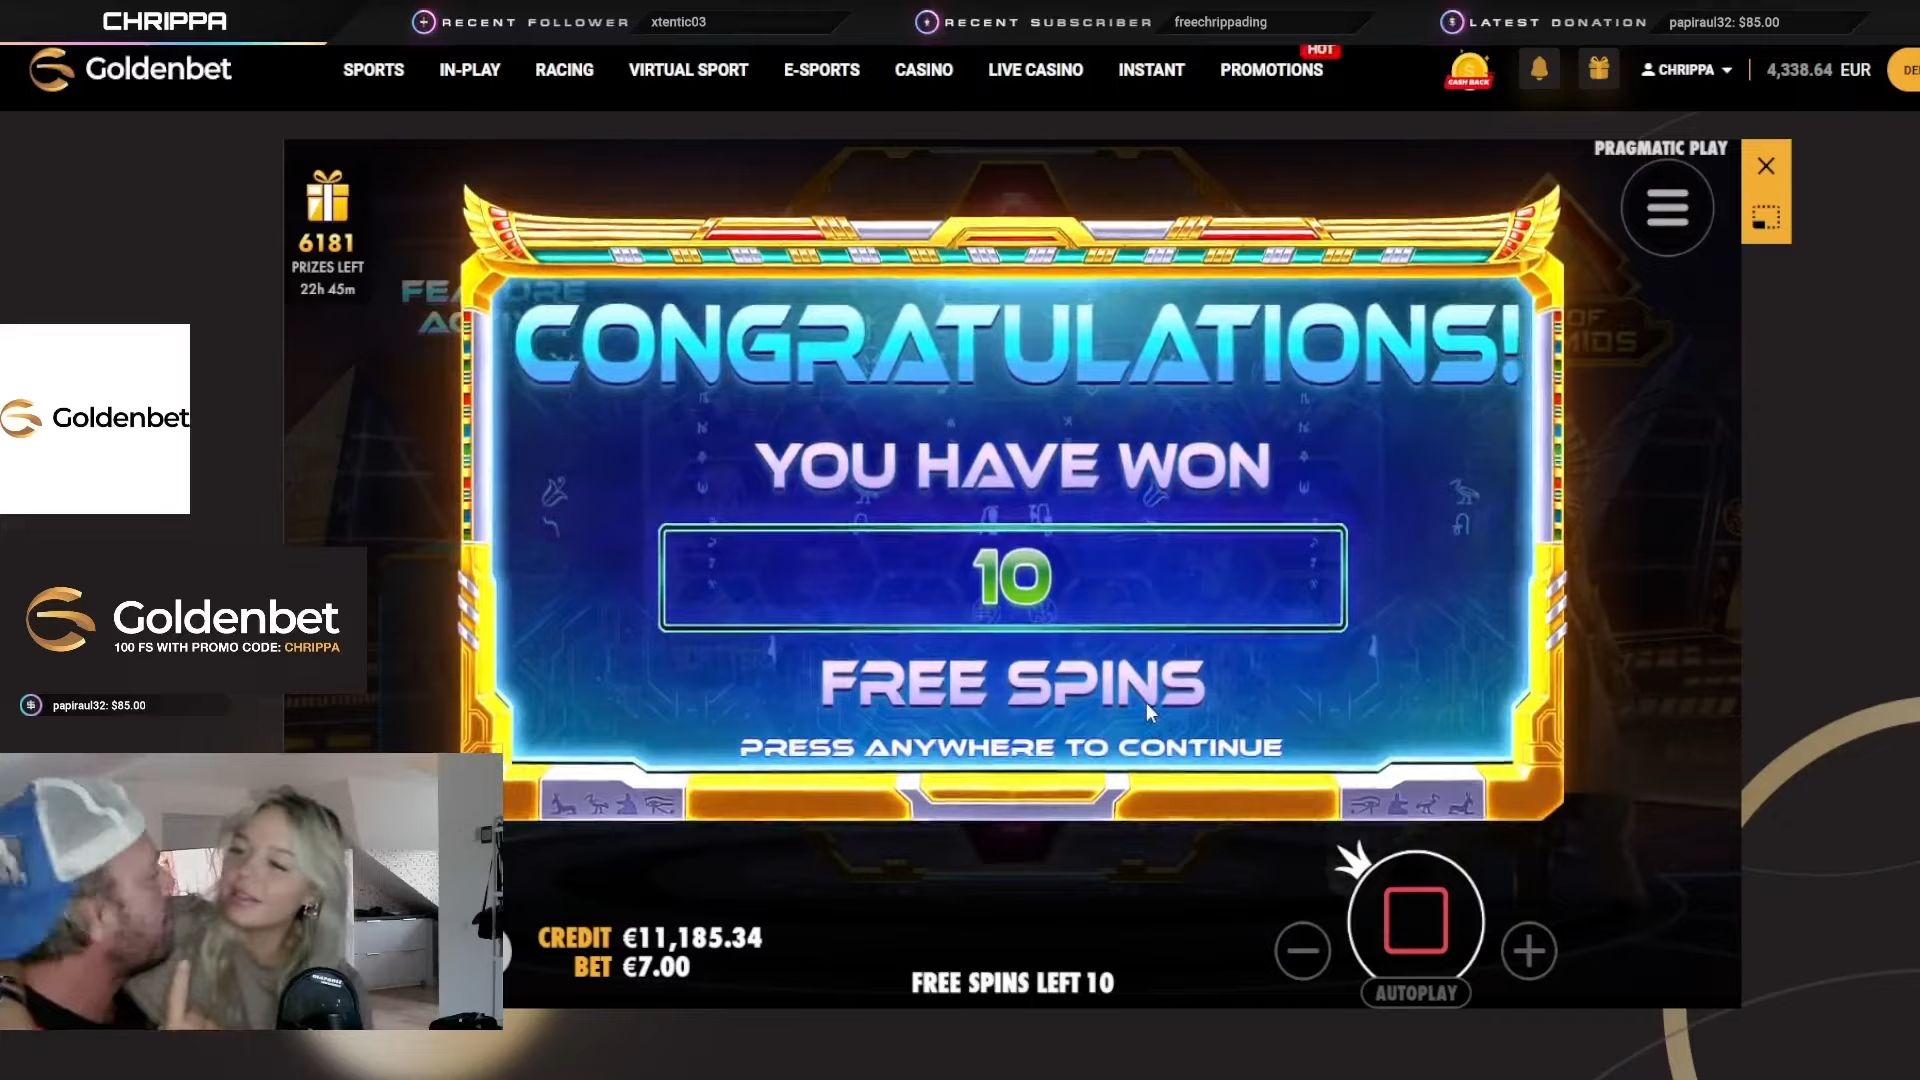 CHRIPPA
RECENT FOLLOWER xtentic03
RECENT SUBSCRIBER freechrippading
LATEST DONATION papiraul32: $85.00
Goldenbet
SPORTS IN-PLAY RACING VIRTUAL SPORT E-SPORTS CASINO LIVE CASINO INSTANT PROMOTIONS
HOT
CASH BACK
CHRIPPA 4,338.64 EUR
PRAGMATIC PLAY
6181
PRIZES LEFT
22h 45m
CONGRATULATIONS!
YOU HAVE WON
10
FREE SPINS
PRESS ANYWHERE TO CONTINUE
Goldenbet
Goldenbet
100 FS WITH PROMO CODE: CHRIPPA
papiraul32: $85.00
CREDIT €11,185.34
BET €7.00
FREE SPINS LEFT 10
AUTOPLAY